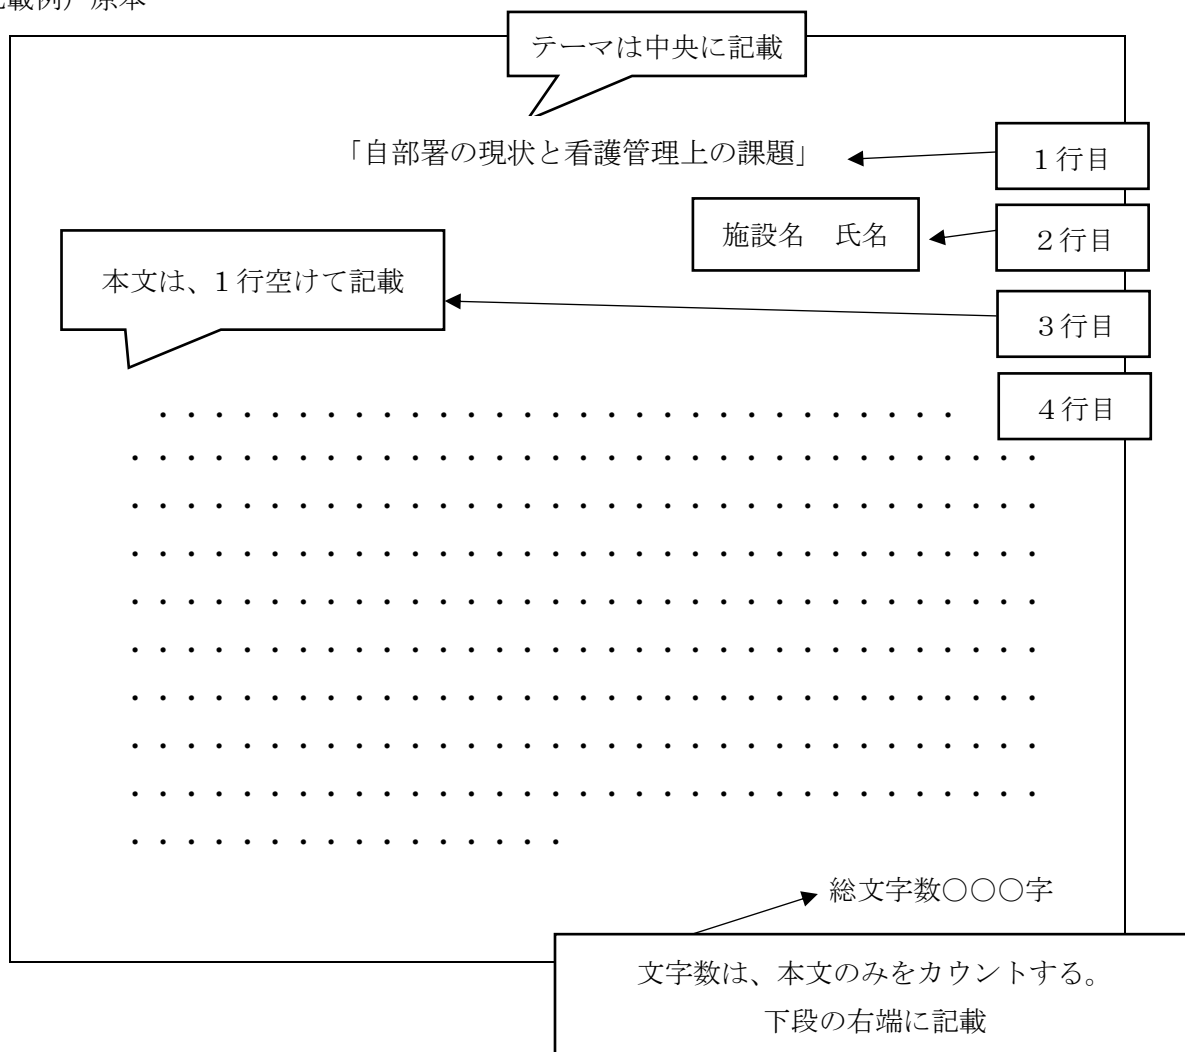 記載例）原本
テーマは中央に記載
「自部署の現状と看護管理上の課題」
１行目
施設名　氏名
２行目
本文は、１行空けて記載
３行目
４行目
・・・・・・・・・・・・・・・・・・・・・・・・・・・・・
・・・・・・・・・・・・・・・・・・・・・・・・・・・・・・・・・
・・・・・・・・・・・・・・・・・・・・・・・・・・・・・・・・・
・・・・・・・・・・・・・・・・・・・・・・・・・・・・・・・・・
・・・・・・・・・・・・・・・・・・・・・・・・・・・・・・・・・
・・・・・・・・・・・・・・・・・・・・・・・・・・・・・・・・・
・・・・・・・・・・・・・・・・・・・・・・・・・・・・・・・・・
・・・・・・・・・・・・・・・・・・・・・・・・・・・・・・・・・
・・・・・・・・・・・・・・・・・・・・・・・・・・・・・・・・・
・・・・・・・・・・・・・・・・
総文字数〇〇〇字
文字数は、本文のみをカウントする。
下段の右端に記載